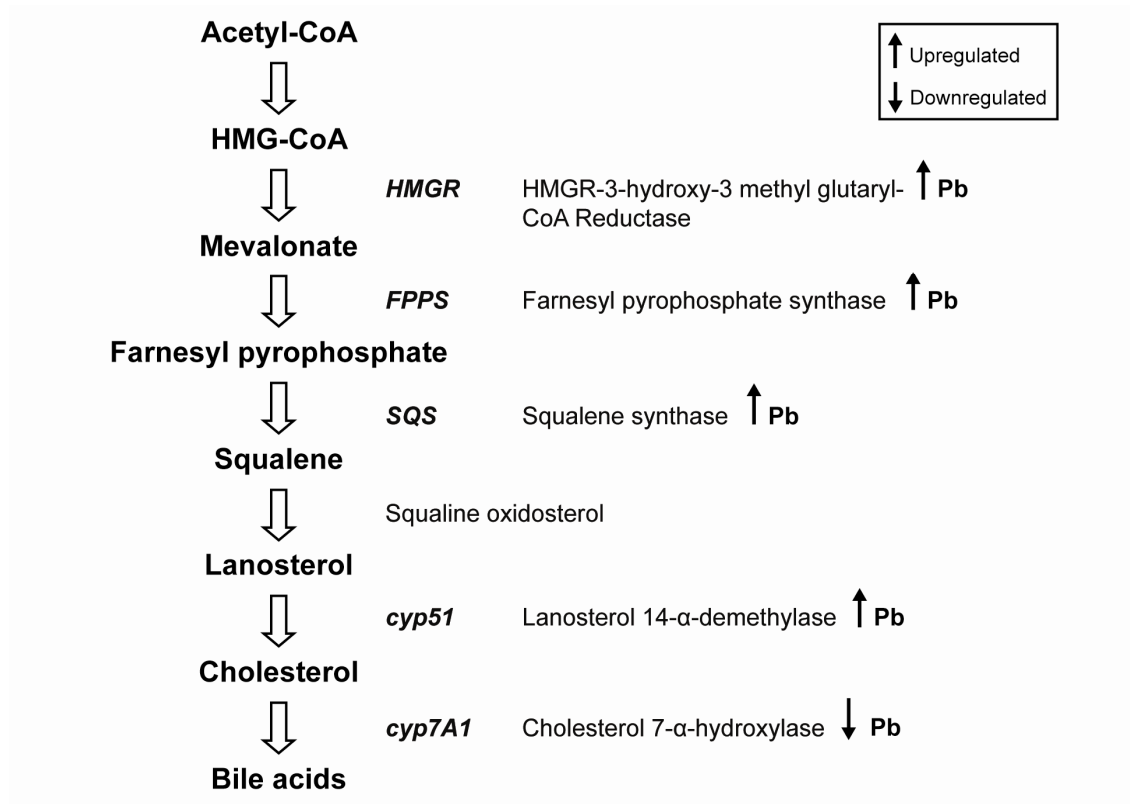 Acetyl-CoA
↑ Upregulated
↓ Downregulated
HMG-CoA
HMGR HMGR-3-hydroxy-3 methyl glutaryl- ↑ Pb
CoA Reductase
Mevalonate
FPPS Farnesyl pyrophosphate synthase ↑ Pb
Farnesyl pyrophosphate
SQS Squalene synthase ↑ Pb
Squalene
Squaline oxidosterol
Lanosterol
cyp51 Lanosterol 14-α-demethylase ↑ Pb
Cholesterol
cyp7A1 Cholesterol 7-α-hydroxylase ↓ Pb
Bile acids